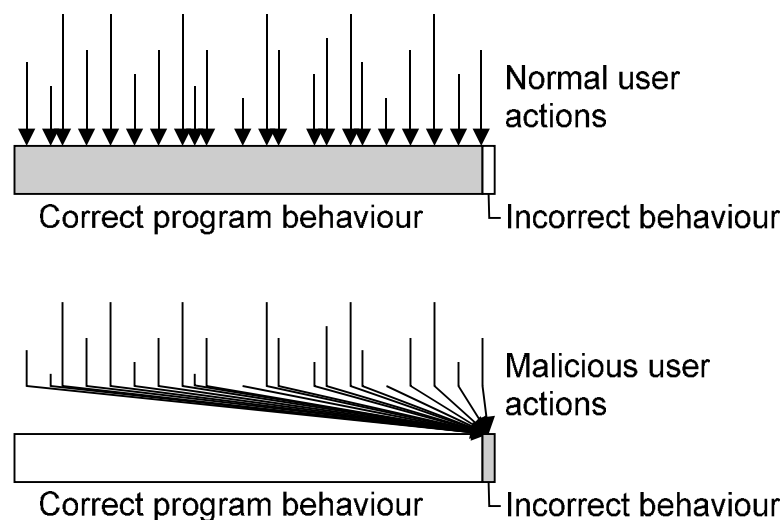 Normal user
actions
Correct program behaviour
Incorrect behaviour
Malicious user
actions
Correct program behaviour
Incorrect behaviour